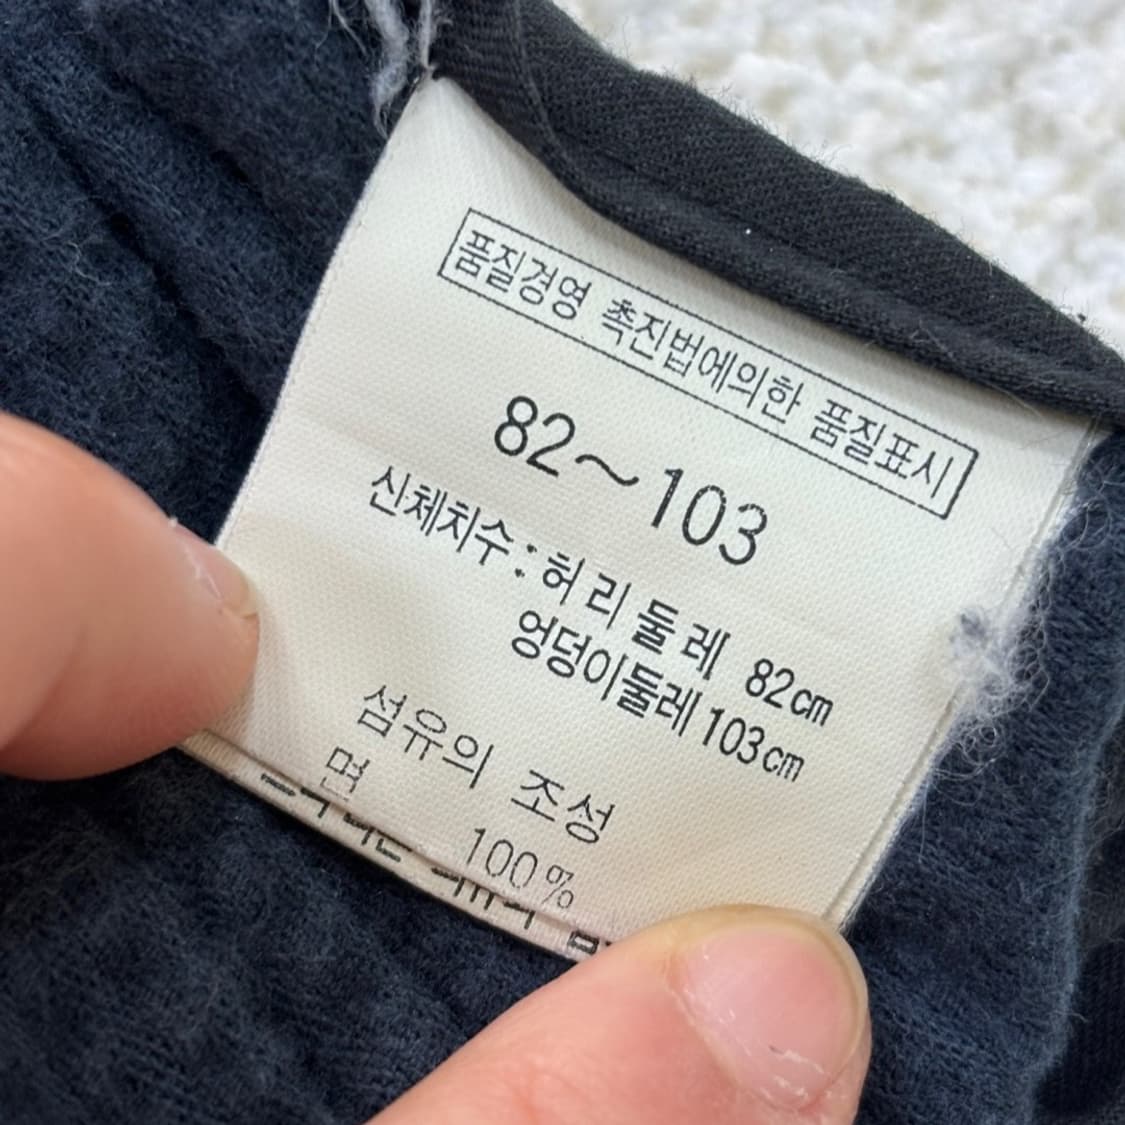 품질경영 촉진법에의한 품질표시
82~103
신체치수 : 허리둘레 82cm
엉덩이둘레 103cm
섬유의 조성
면 100%